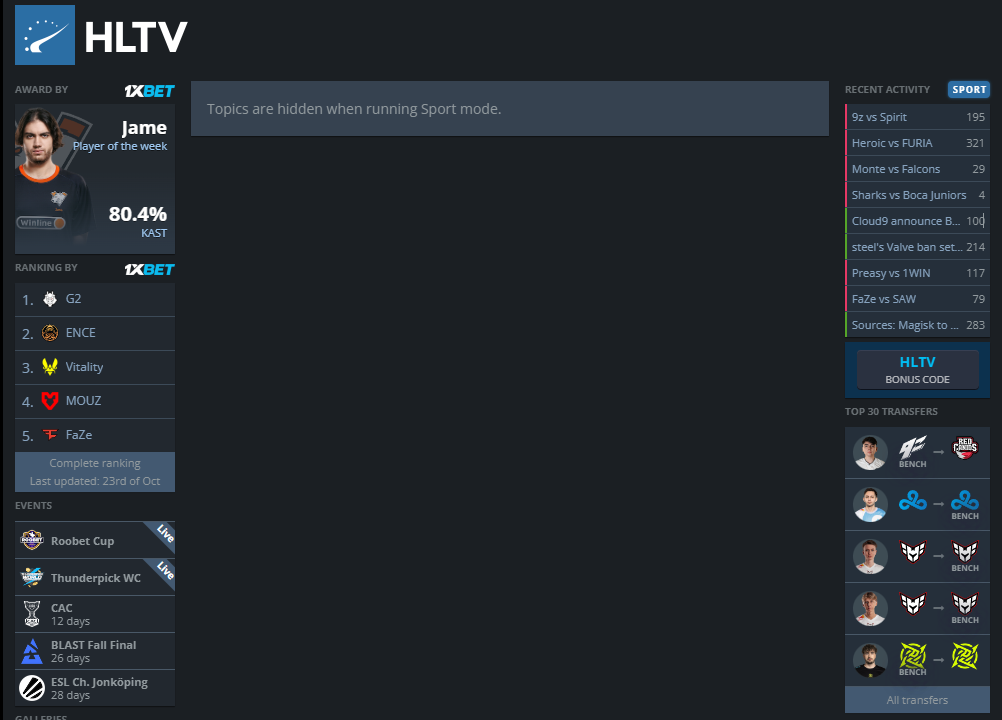 HLTV
AWARD BY
1XBET
Jame
Player of the week
Winline
80.4%
KAST
RANKING BY
1XBET
1. G2
2. ENCE
3. Vitality
4. MOUZ
5. FaZe
Complete ranking
Last updated: 23rd of Oct
EVENTS
Roobet Cup
Live
Thunderpick WC
Live
CAC
12 days
BLAST Fall Final
26 days
ESL Ch. Jonköping
28 days
GALLERIES
Topics are hidden when running Sport mode.
RECENT ACTIVITY
SPORT
9z vs Spirit 195
Heroic vs FURIA 321
Monte vs Falcons 29
Sharks vs Boca Juniors 4
Cloud9 announce B... 100
steel's Valve ban set... 214
Preasy vs 1WIN 117
FaZe vs SAW 79
Sources: Magisk to ... 283
HLTV
BONUS CODE
TOP 30 TRANSFERS
BENCH
RED
CANIDS
BENCH
BENCH
BENCH
BENCH
All transfers